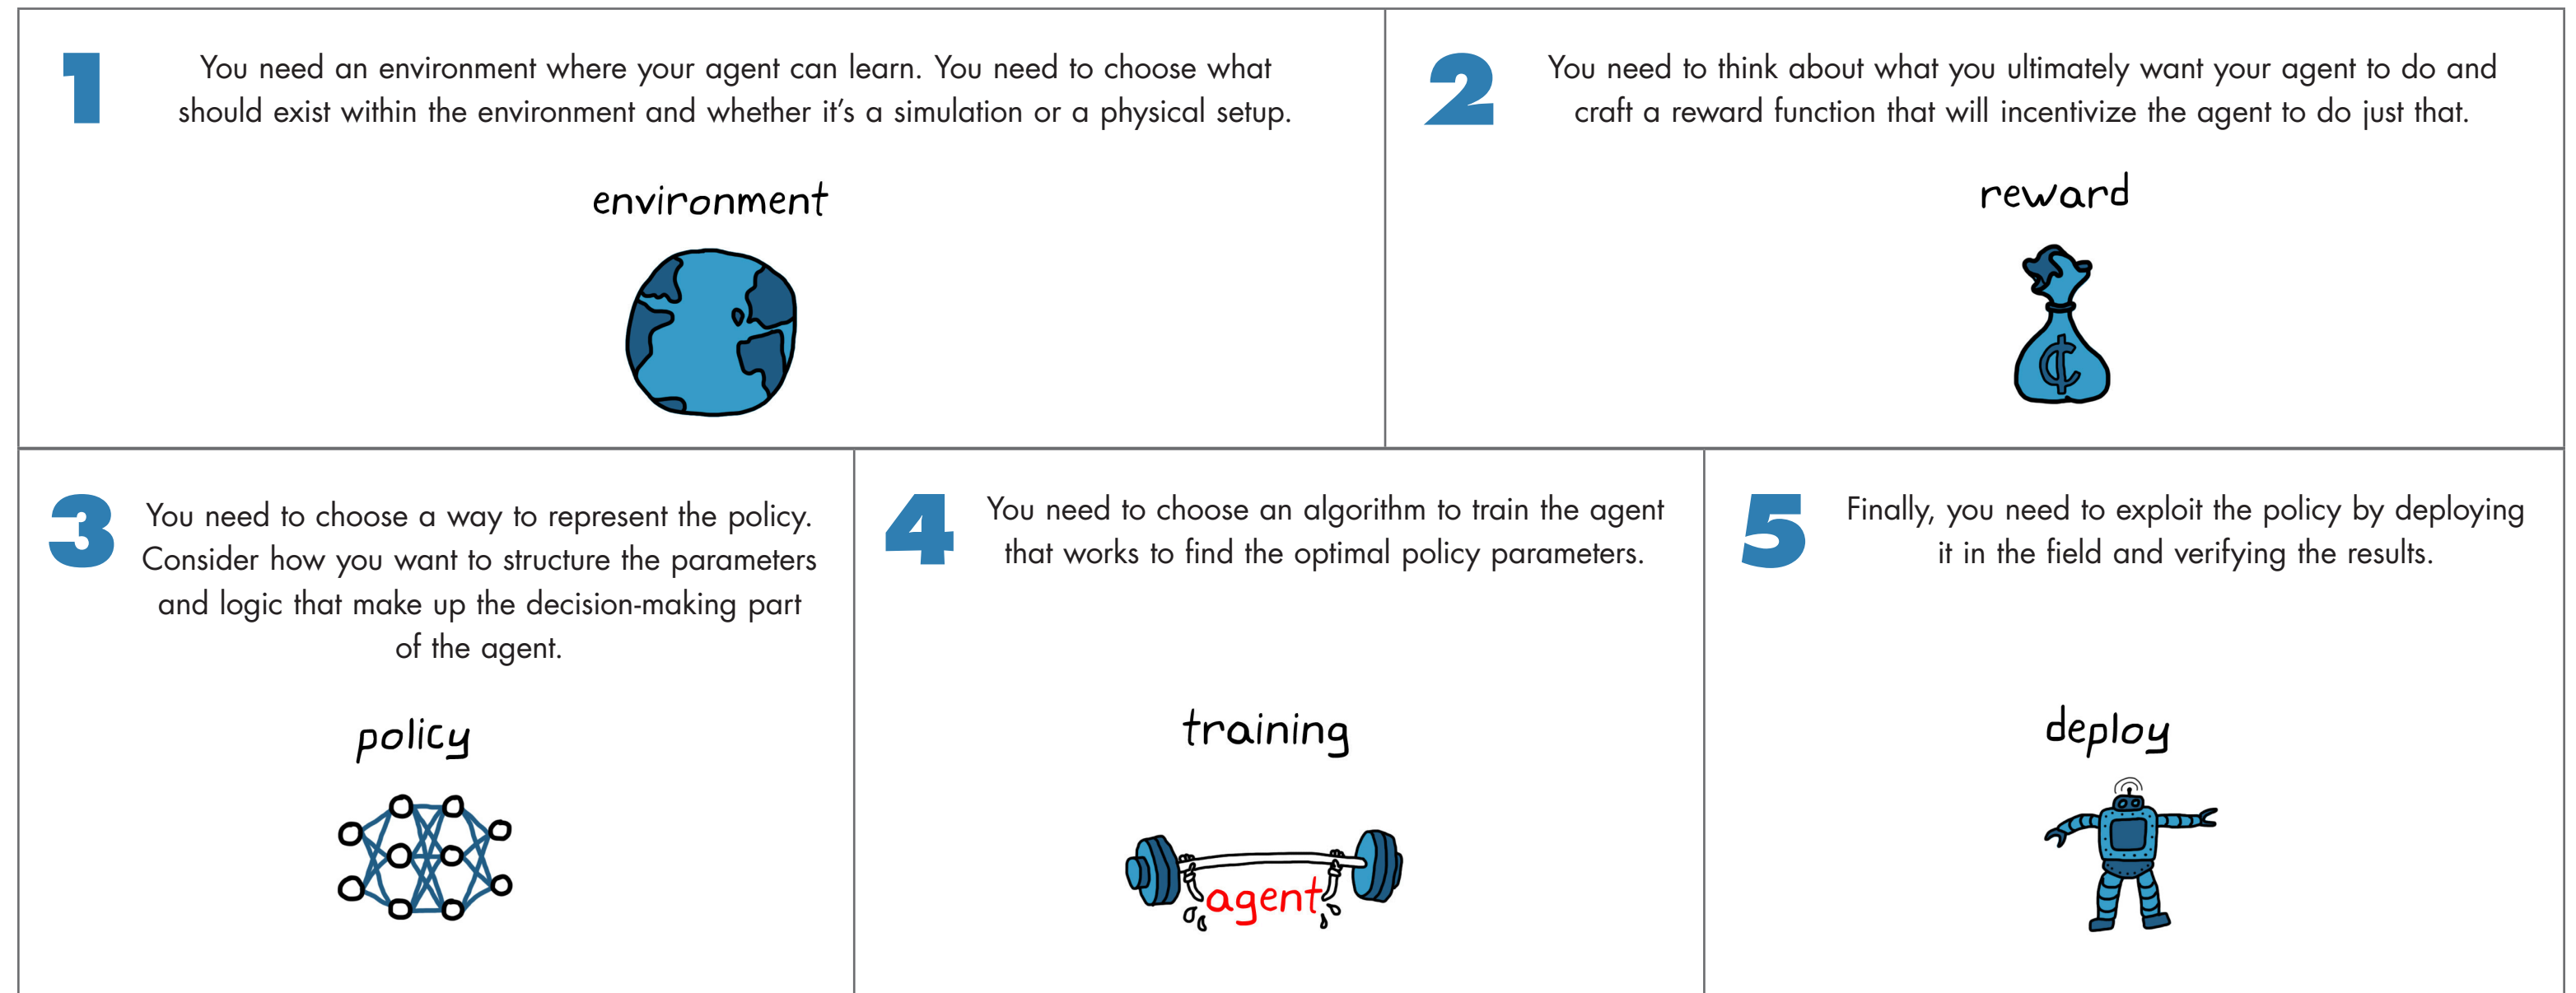 1
You need an environment where your agent can learn. You need to choose what
should exist within the environment and whether it’s a simulation or a physical setup.
environment
2
You need to think about what you ultimately want your agent to do and
craft a reward function that will incentivize the agent to do just that.
reward
₵
3
You need to choose a way to represent the policy.
Consider how you want to structure the parameters
and logic that make up the decision-making part
of the agent.
policy
4
You need to choose an algorithm to train the agent
that works to find the optimal policy parameters.
training
agent
5
Finally, you need to exploit the policy by deploying
it in the field and verifying the results.
deploy